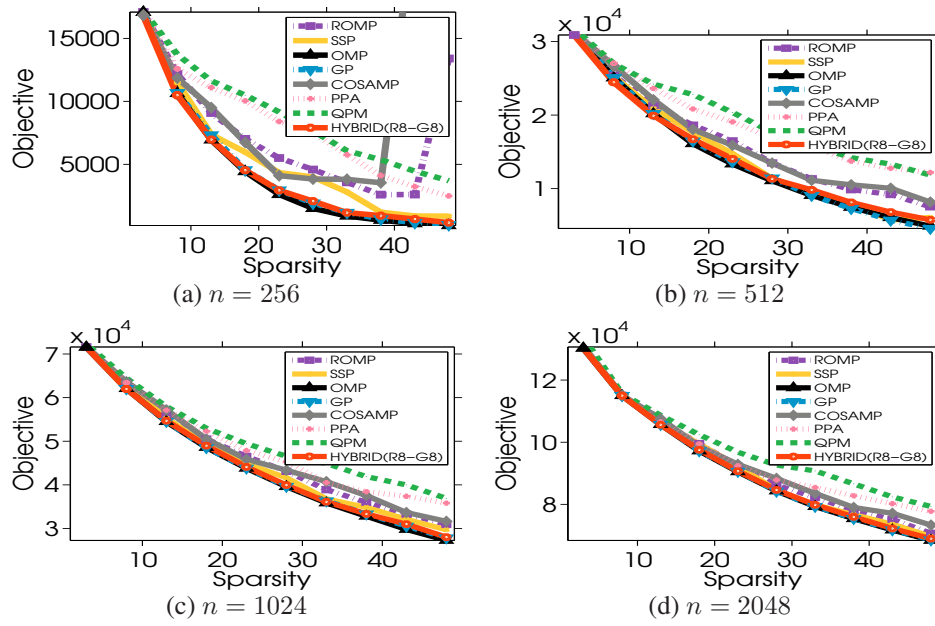 15000
10000
5000
Objective
ROMP
SSP
OMP
GP
COSAMP
PPA
QPM
HYBRID(R8-G8)
10 20 30 40
Sparsity
(a) n = 256
x 10^4
3
2
1
Objective
ROMP
SSP
OMP
GP
COSAMP
PPA
QPM
HYBRID(R8-G8)
10 20 30 40
Sparsity
(b) n = 512
x 10^4
7
6
5
4
3
Objective
ROMP
SSP
OMP
GP
COSAMP
PPA
QPM
HYBRID(R8-G8)
10 20 30 40
Sparsity
(c) n = 1024
x 10^4
12
10
8
Objective
ROMP
SSP
OMP
GP
COSAMP
PPA
QPM
HYBRID(R8-G8)
10 20 30 40
Sparsity
(d) n = 2048